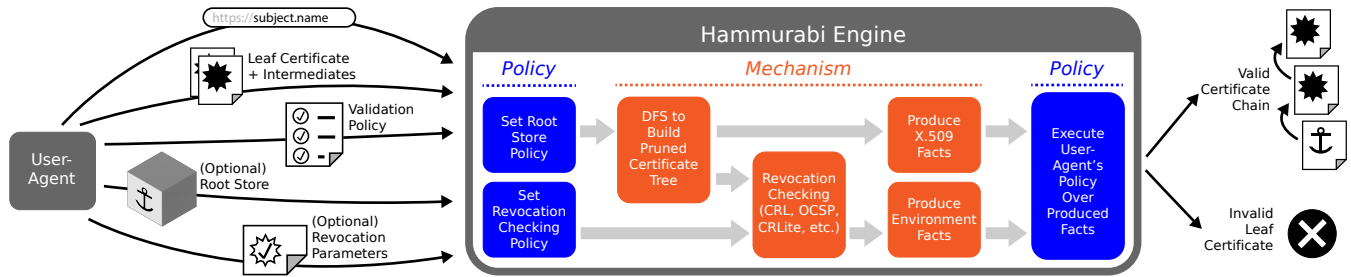 https://subject.name
Leaf Certificate
+ Intermediates
Validation
Policy
User-
Agent
(Optional)
Root Store
(Optional)
Revocation
Parameters
Hammurabi Engine
Policy
Mechanism
Policy
Set Root
Store
Policy
Set
Revocation
Checking
Policy
DFS to
Build
Pruned
Certificate
Tree
Revocation
Checking
(CRL, OCSP,
CRLite, etc.)
Produce
X.509
Facts
Produce
Environment
Facts
Execute
User-
Agent’s
Policy
Over
Produced
Facts
Valid
Certificate
Chain
Invalid
Leaf
Certificate